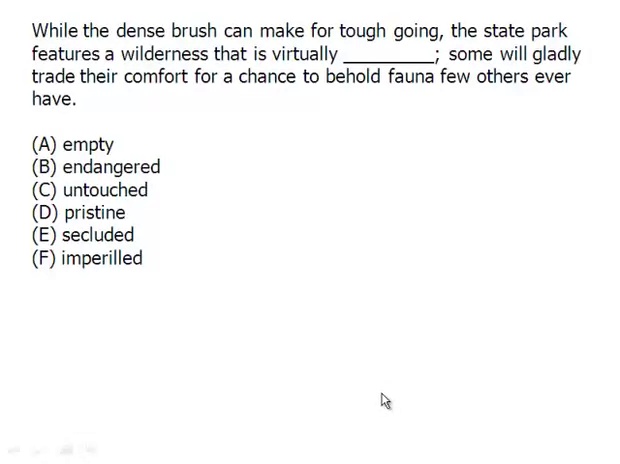 While the dense brush can make for tough going, the state park
features a wilderness that is virtually __________; some will gladly
trade their comfort for a chance to behold fauna few others ever
have.
(A) empty
(B) endangered
(C) untouched
(D) pristine
(E) secluded
(F) imperilled